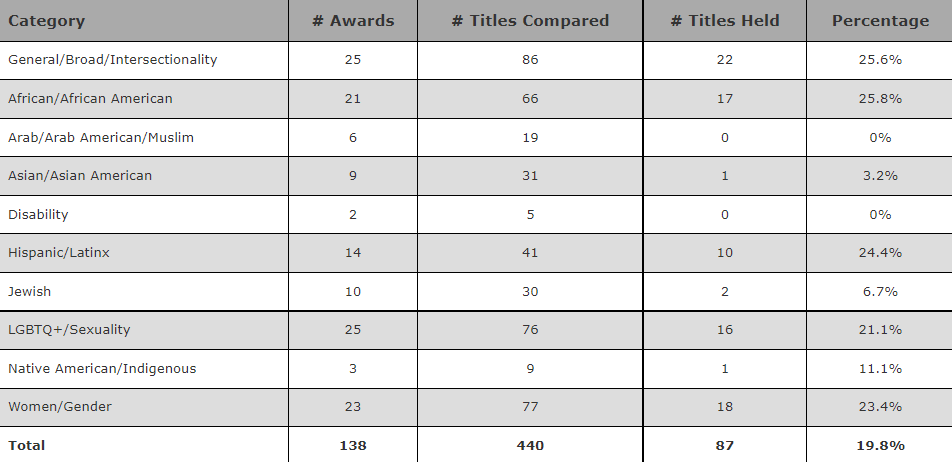 Category # Awards # Titles Compared # Titles Held Percentage
General/Broad/Intersectionality 25 86 22 25.6%
African/African American 21 66 17 25.8%
Arab/Arab American/Muslim 6 19 0 0%
Asian/Asian American 9 31 1 3.2%
Disability 2 5 0 0%
Hispanic/Latinx 14 41 10 24.4%
Jewish 10 30 2 6.7%
LGBTQ+/Sexuality 25 76 16 21.1%
Native American/Indigenous 3 9 1 11.1%
Women/Gender 23 77 18 23.4%
Total 138 440 87 19.8%